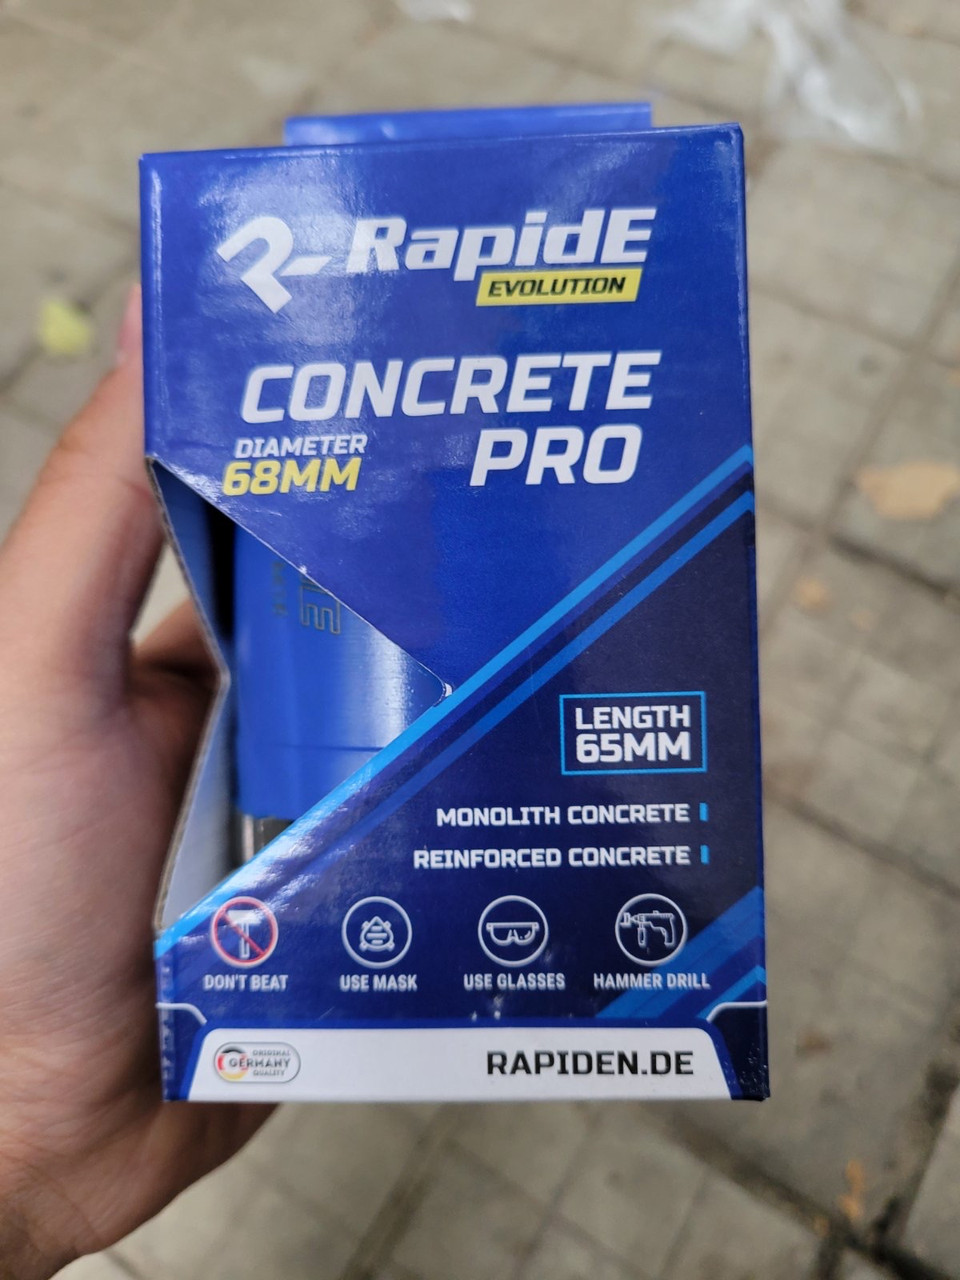 RapidE
EVOLUTION
CONCRETE
PRO
DIAMETER
68MM
LENGTH
65MM
MONOLITH CONCRETE
REINFORCED CONCRETE
DON'T BEAT
USE MASK
USE GLASSES
HAMMER DRILL
ORIGINAL
GERMANY
QUALITY
RAPIDEN.DE